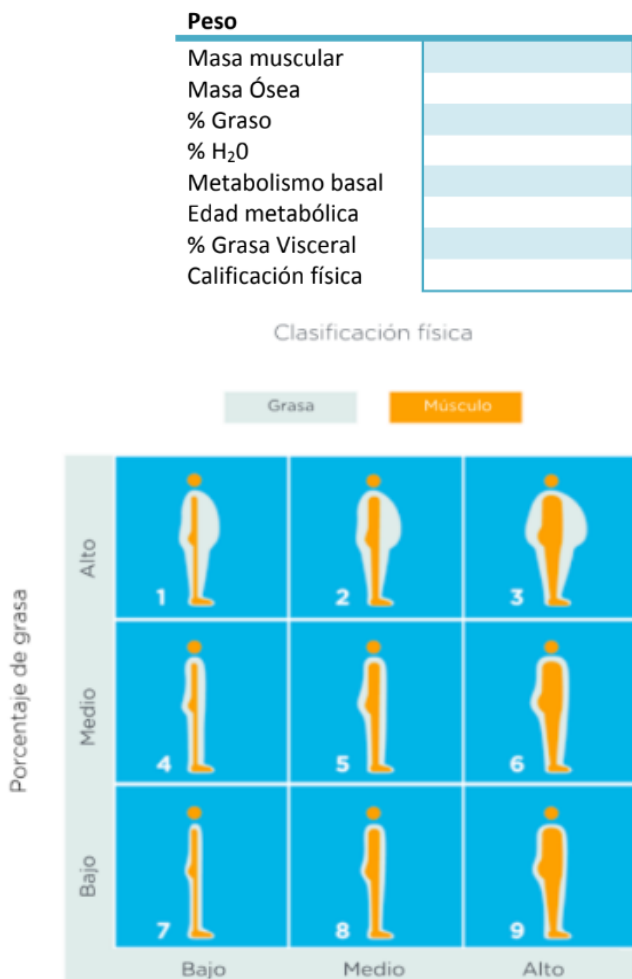 Peso
Masa muscular
Masa Ósea
% Graso
% H₂0
Metabolismo basal
Edad metabólica
% Grasa Visceral
Calificación física
Clasificación física
Grasa Músculo
Porcentaje de grasa
Alto
1 2 3
Medio
4 5 6
Bajo
7 8 9
Bajo Medio Alto